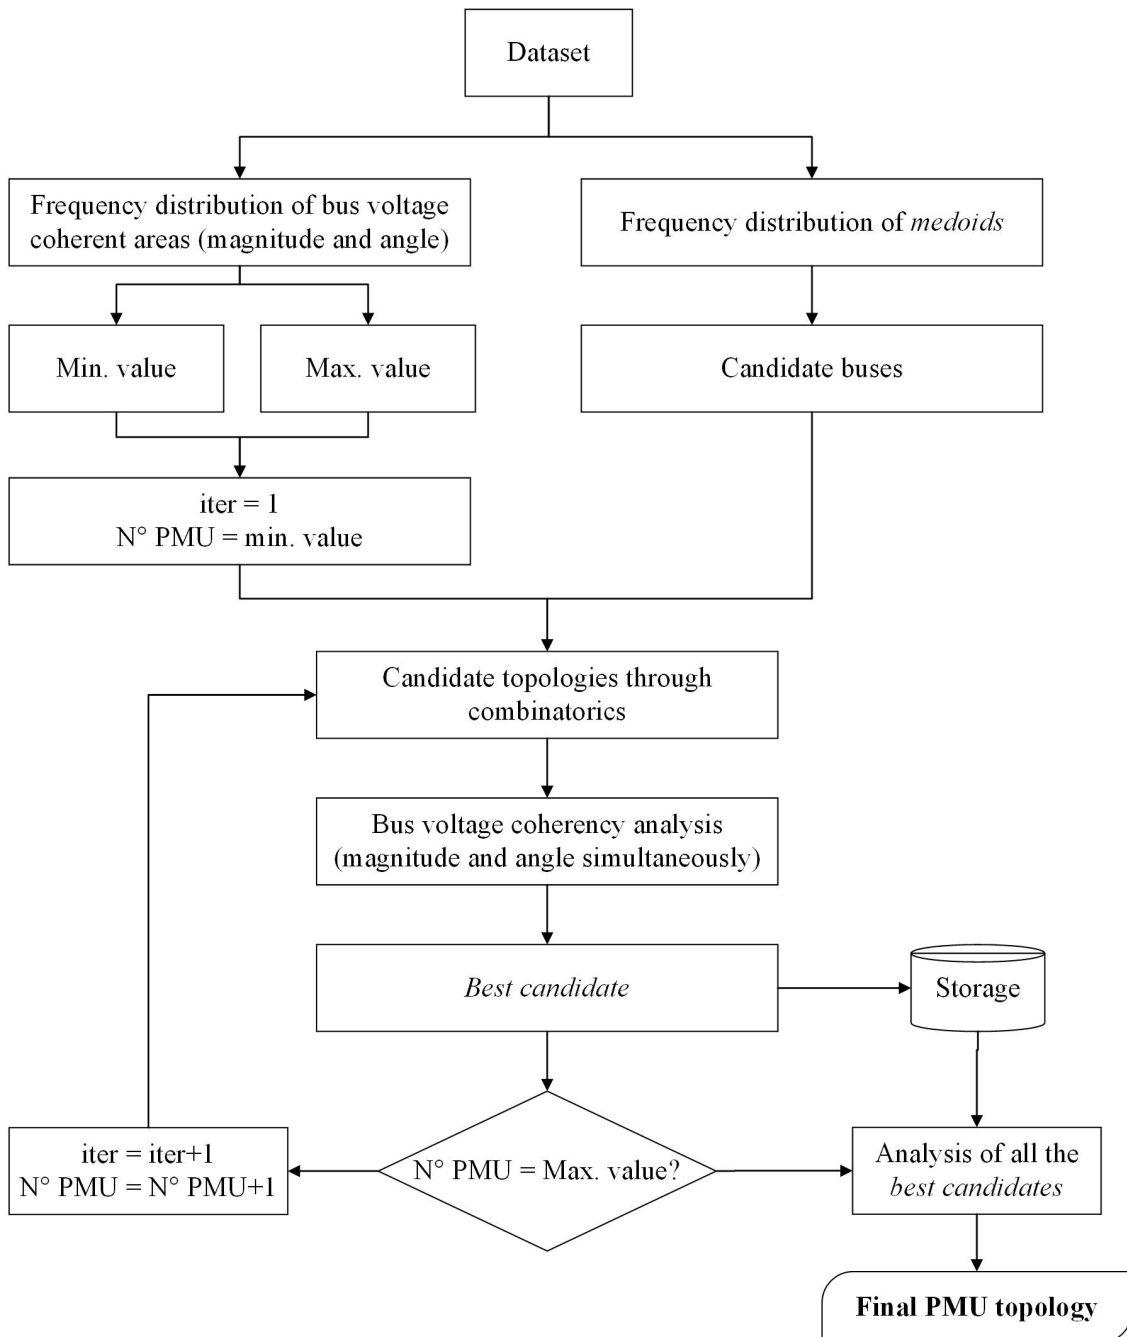 Dataset
Frequency distribution of bus voltage
coherent areas (magnitude and angle)
Frequency distribution of medoids
Min. value
Max. value
Candidate buses
iter = 1
N° PMU = min. value
Candidate topologies through
combinatorics
Bus voltage coherency analysis
(magnitude and angle simultaneously)
Best candidate
Storage
N° PMU = Max. value?
iter = iter+1
N° PMU = N° PMU+1
Analysis of all the
best candidates
Final PMU topology